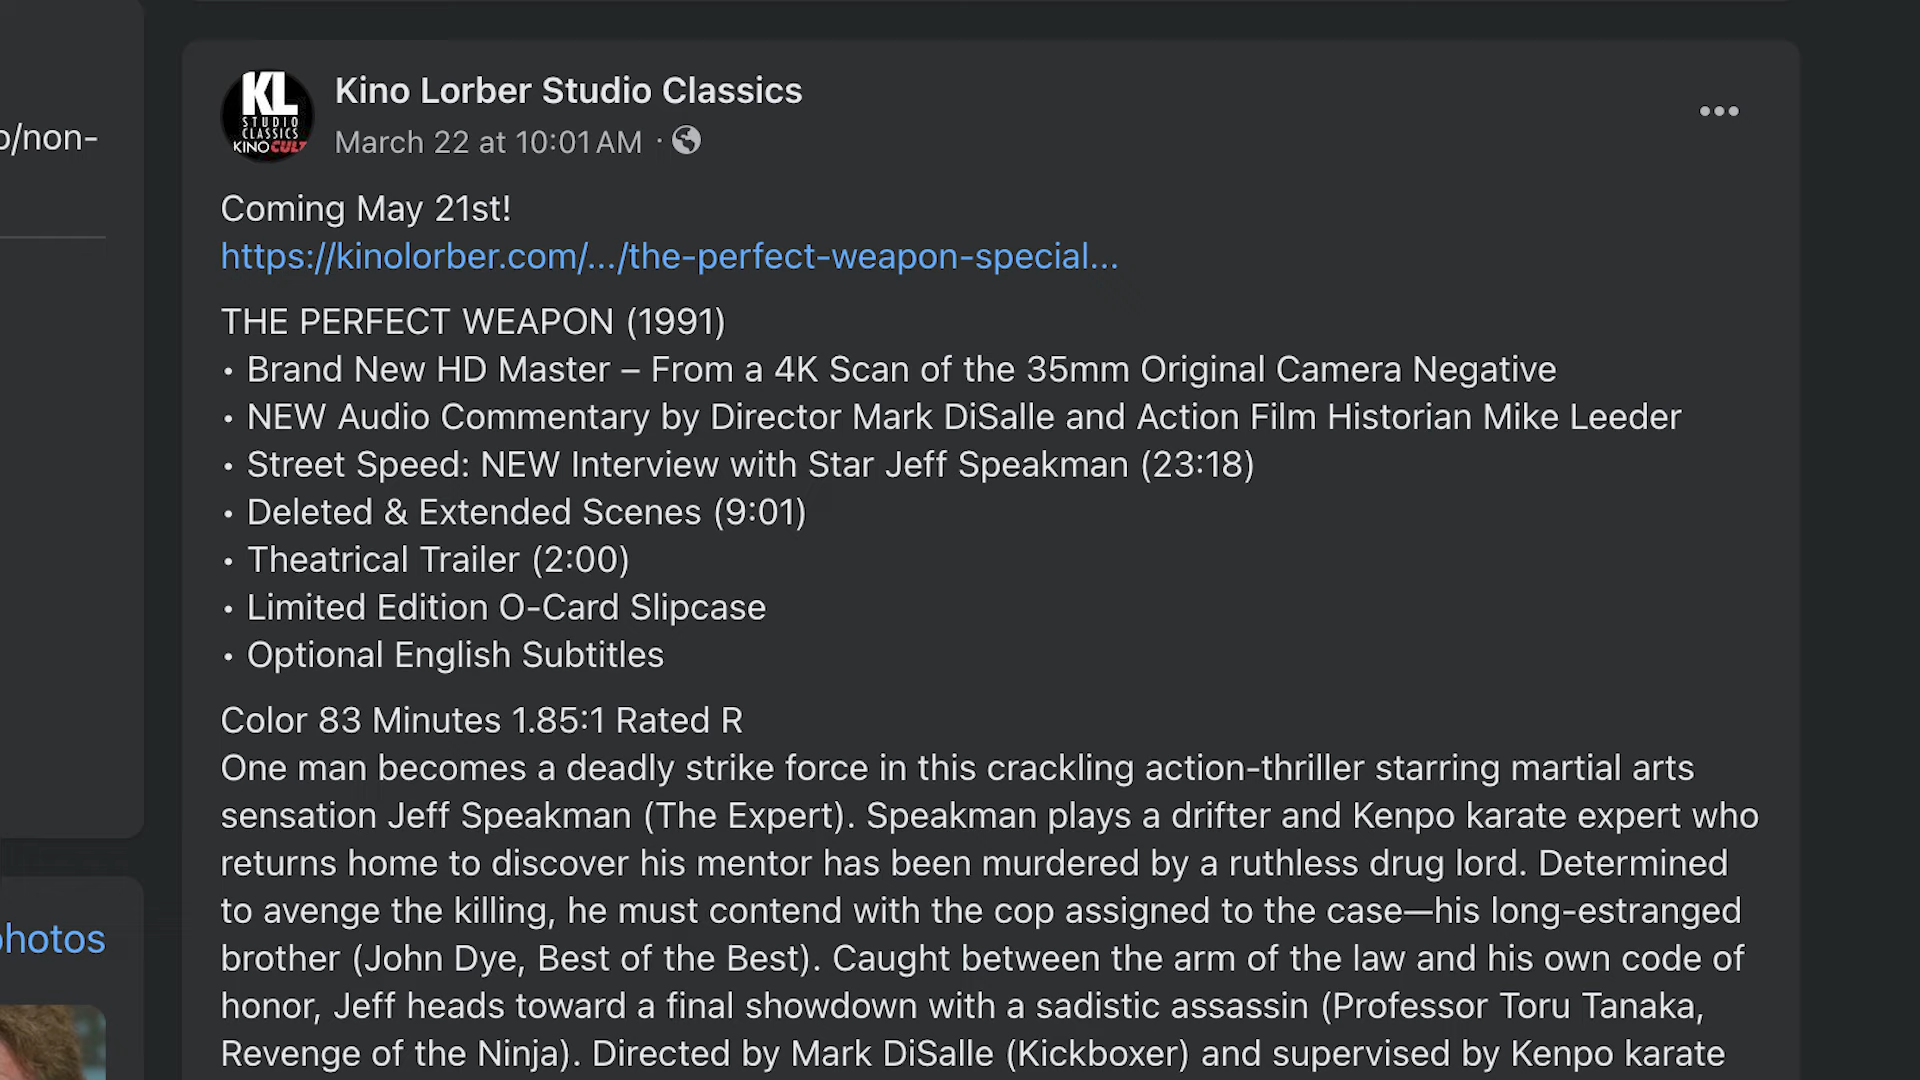 o/non-
photos
KL
STUDIO
CLASSICS
KINO CULT
Kino Lorber Studio Classics
March 22 at 10:01 AM ·
Coming May 21st!
https://kinolorber.com/.../the-perfect-weapon-special...
THE PERFECT WEAPON (1991)
• Brand New HD Master – From a 4K Scan of the 35mm Original Camera Negative
• NEW Audio Commentary by Director Mark DiSalle and Action Film Historian Mike Leeder
• Street Speed: NEW Interview with Star Jeff Speakman (23:18)
• Deleted & Extended Scenes (9:01)
• Theatrical Trailer (2:00)
• Limited Edition O-Card Slipcase
• Optional English Subtitles
Color 83 Minutes 1.85:1 Rated R
One man becomes a deadly strike force in this crackling action-thriller starring martial arts
sensation Jeff Speakman (The Expert). Speakman plays a drifter and Kenpo karate expert who
returns home to discover his mentor has been murdered by a ruthless drug lord. Determined
to avenge the killing, he must contend with the cop assigned to the case—his long-estranged
brother (John Dye, Best of the Best). Caught between the arm of the law and his own code of
honor, Jeff heads toward a final showdown with a sadistic assassin (Professor Toru Tanaka,
Revenge of the Ninja). Directed by Mark DiSalle (Kickboxer) and supervised by Kenpo karate